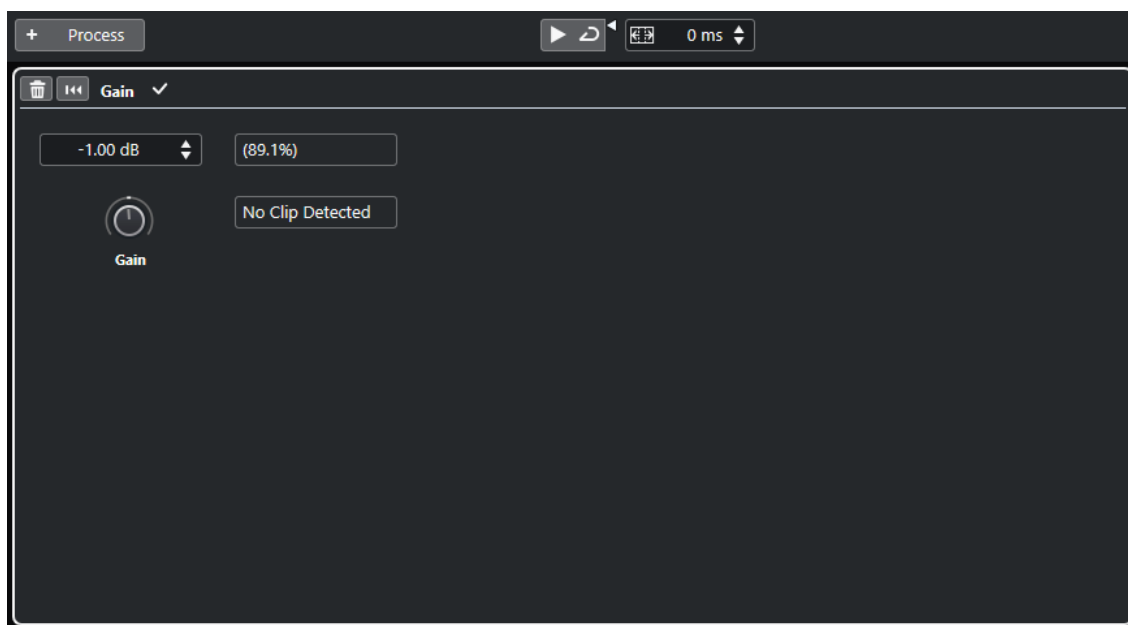 + Process
0 ms
Gain
-1.00 dB
(89.1%)
No Clip Detected
Gain